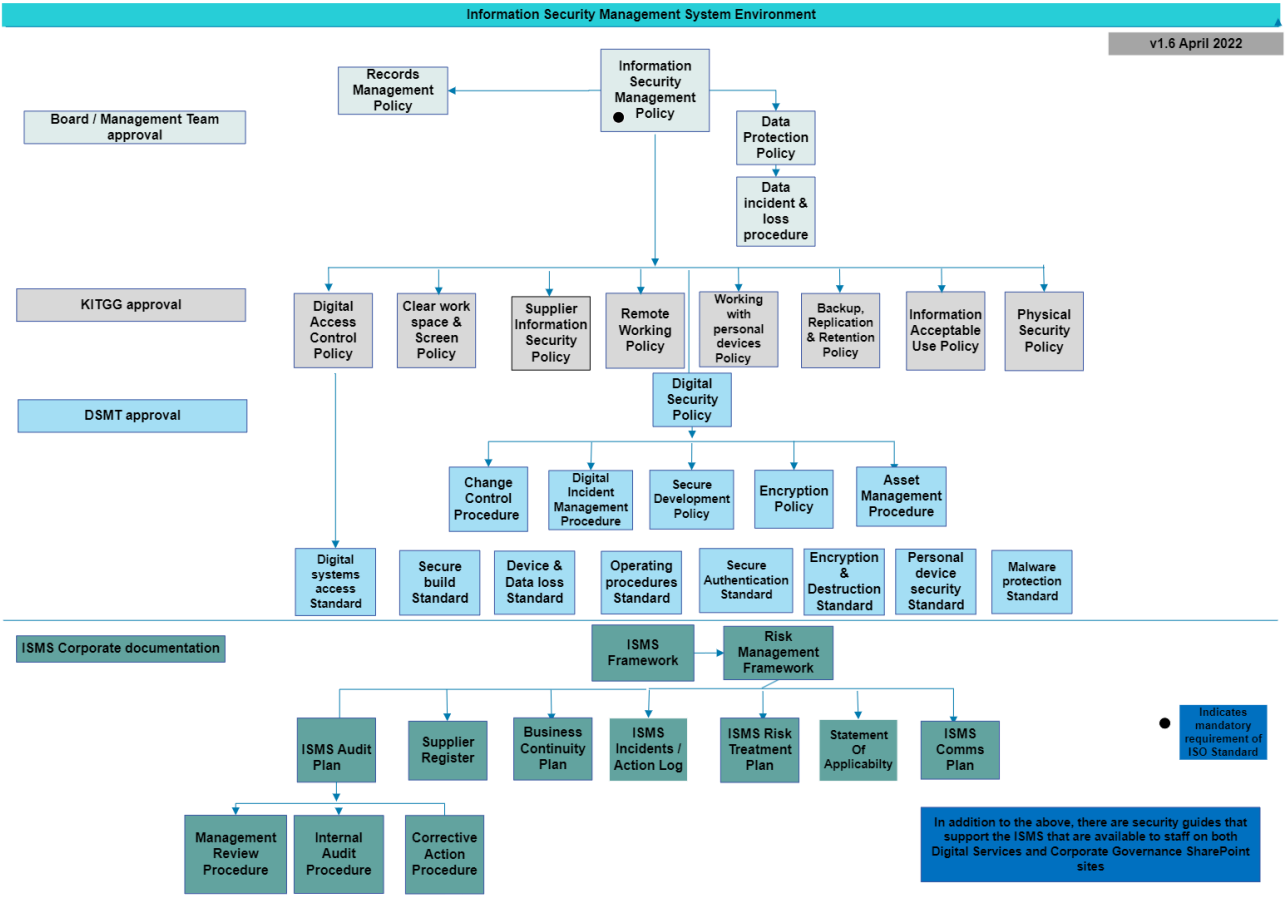 Information Security Management System Environment
v1.6 April 2022
Records
Management
Policy
Information
Security
Management
Policy
Board / Management Team
approval
Data
Protection
Policy
Data
incident &
loss
procedure
KITGG approval
Digital
Access
Control
Policy
Clear work
space &
Screen
Policy
Supplier
Information
Security
Policy
Remote
Working
Policy
Working
with
personal
devices
Policy
Backup,
Replication
& Retention
Policy
Information
Acceptable
Use Policy
Physical
Security
Policy
DSMT approval
Digital
Security
Policy
Change
Control
Procedure
Digital
Incident
Management
Procedure
Secure
Development
Policy
Encryption
Policy
Asset
Management
Procedure
Digital
systems
access
Standard
Secure
build
Standard
Device &
Data loss
Standard
Operating
procedures
Standard
Secure
Authentication
Standard
Encryption
&
Destruction
Standard
Personal
device
security
Standard
Malware
protection
Standard
ISMS Corporate documentation
ISMS
Framework
Risk
Management
Framework
ISMS Audit
Plan
Supplier
Register
Business
Continuity
Plan
ISMS
Incidents /
Action Log
ISMS Risk
Treatment
Plan
Statement
Of
Applicabilty
ISMS
Comms
Plan
Indicates
mandatory
requirement of
ISO Standard
Management
Review
Procedure
Internal
Audit
Procedure
Corrective
Action
Procedure
In addition to the above, there are security guides that
support the ISMS that are available to staff on both
Digital Services and Corporate Governance SharePoint
sites